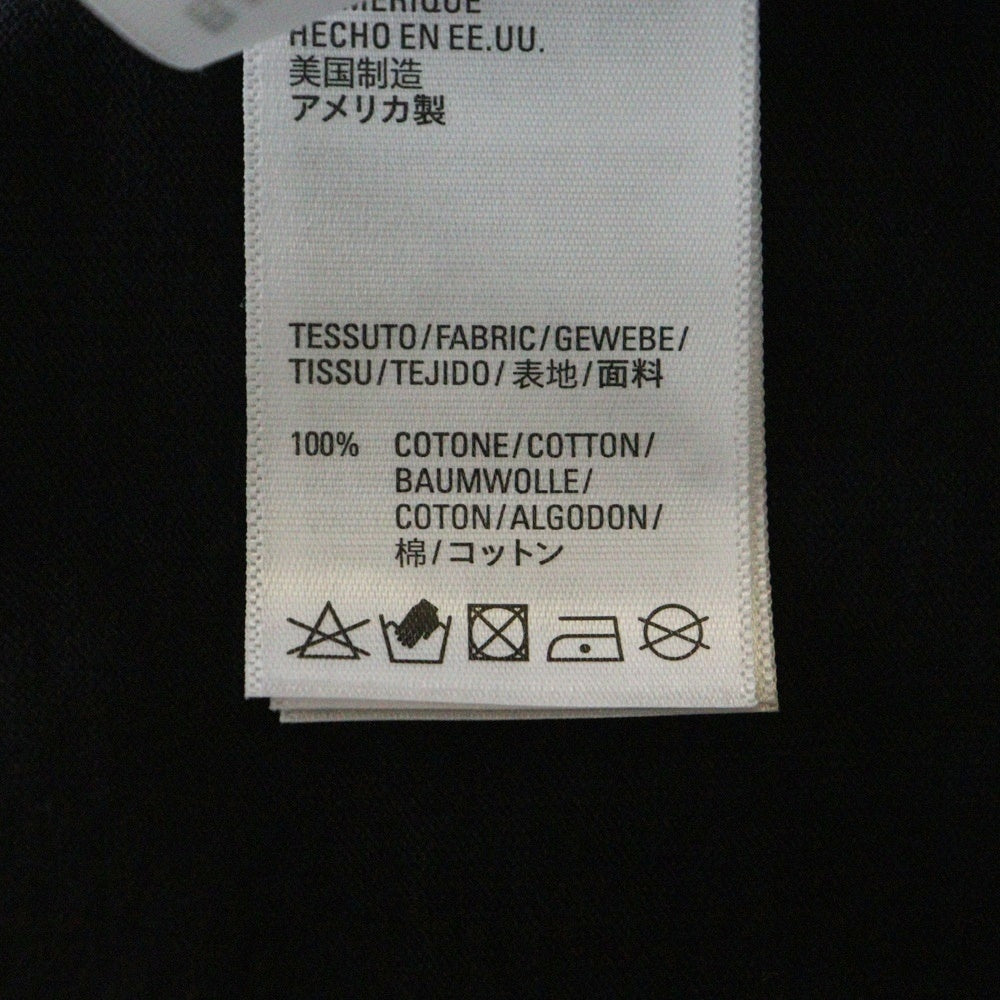 HECHO EN EE.UU.
美国制造
アメリカ製
TESSUTO/FABRIC/GEWEBE/
TISSU/TEJIDO/表地/面料
100% COTONE/COTTON/
BAUMWOLLE/
COTON/ALGODON/
棉/コットン